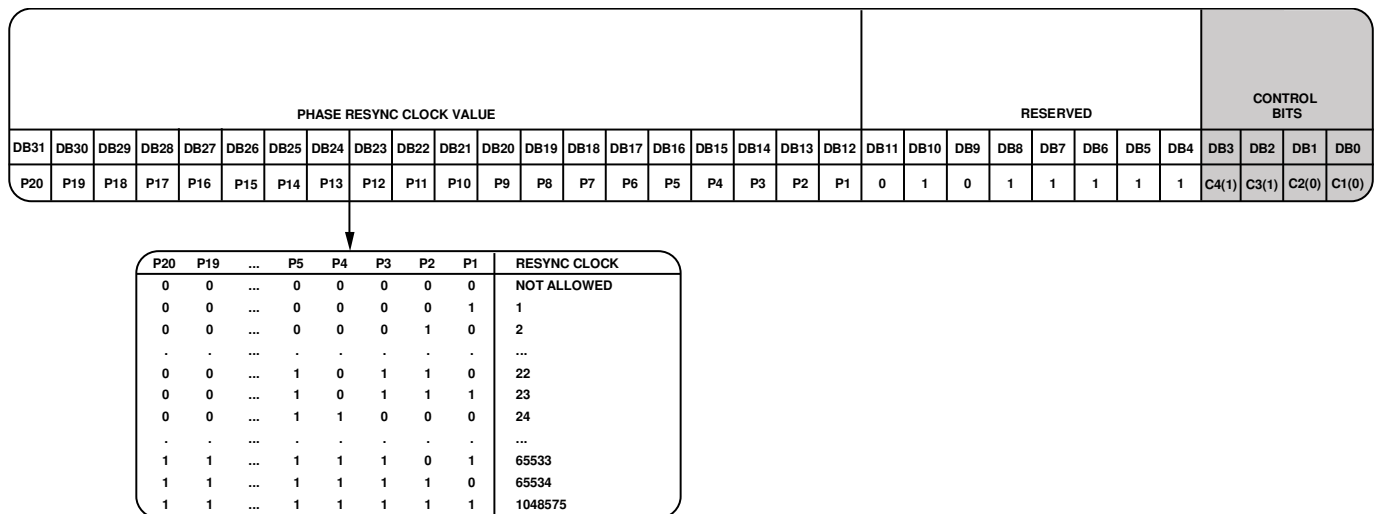 CONTROL
PHASE RESYNC CLOCK VALUE RESERVED BITS
DB31 DB30 DB29 DB28 DB27 DB26 DB25 DB24 DB23 DB22 DB21 DB20 DB19 DB18 DB17 DB16 DB15 DB14 DB13 DB12 DB11 DB10 DB9 DB8 DB7 DB6 DB5 DB4 DB3 DB2 DB1 DB0
P20 P19 P18 P17 P16 P15 P14 P13 P12 P11 P10 P9 P8 P7 P6 P5 P4 P3 P2 P1 0 1 0 1 1 1 1 1 C4(1) C3(1) C2(0) C1(0)
P20 P19 ... P5 P4 P3 P2 P1 RESYNC CLOCK
0 0 ... 0 0 0 0 0 NOT ALLOWED
0 0 ... 0 0 0 0 1 1
0 0 ... 0 0 0 1 0 2
. . ... . . . . . ...
0 0 ... 1 0 1 1 0 22
0 0 ... 1 0 1 1 1 23
0 0 ... 1 1 0 0 0 24
. . ... . . . . . ...
1 1 ... 1 1 1 0 1 65533
1 1 ... 1 1 1 1 0 65534
1 1 ... 1 1 1 1 1 1048575